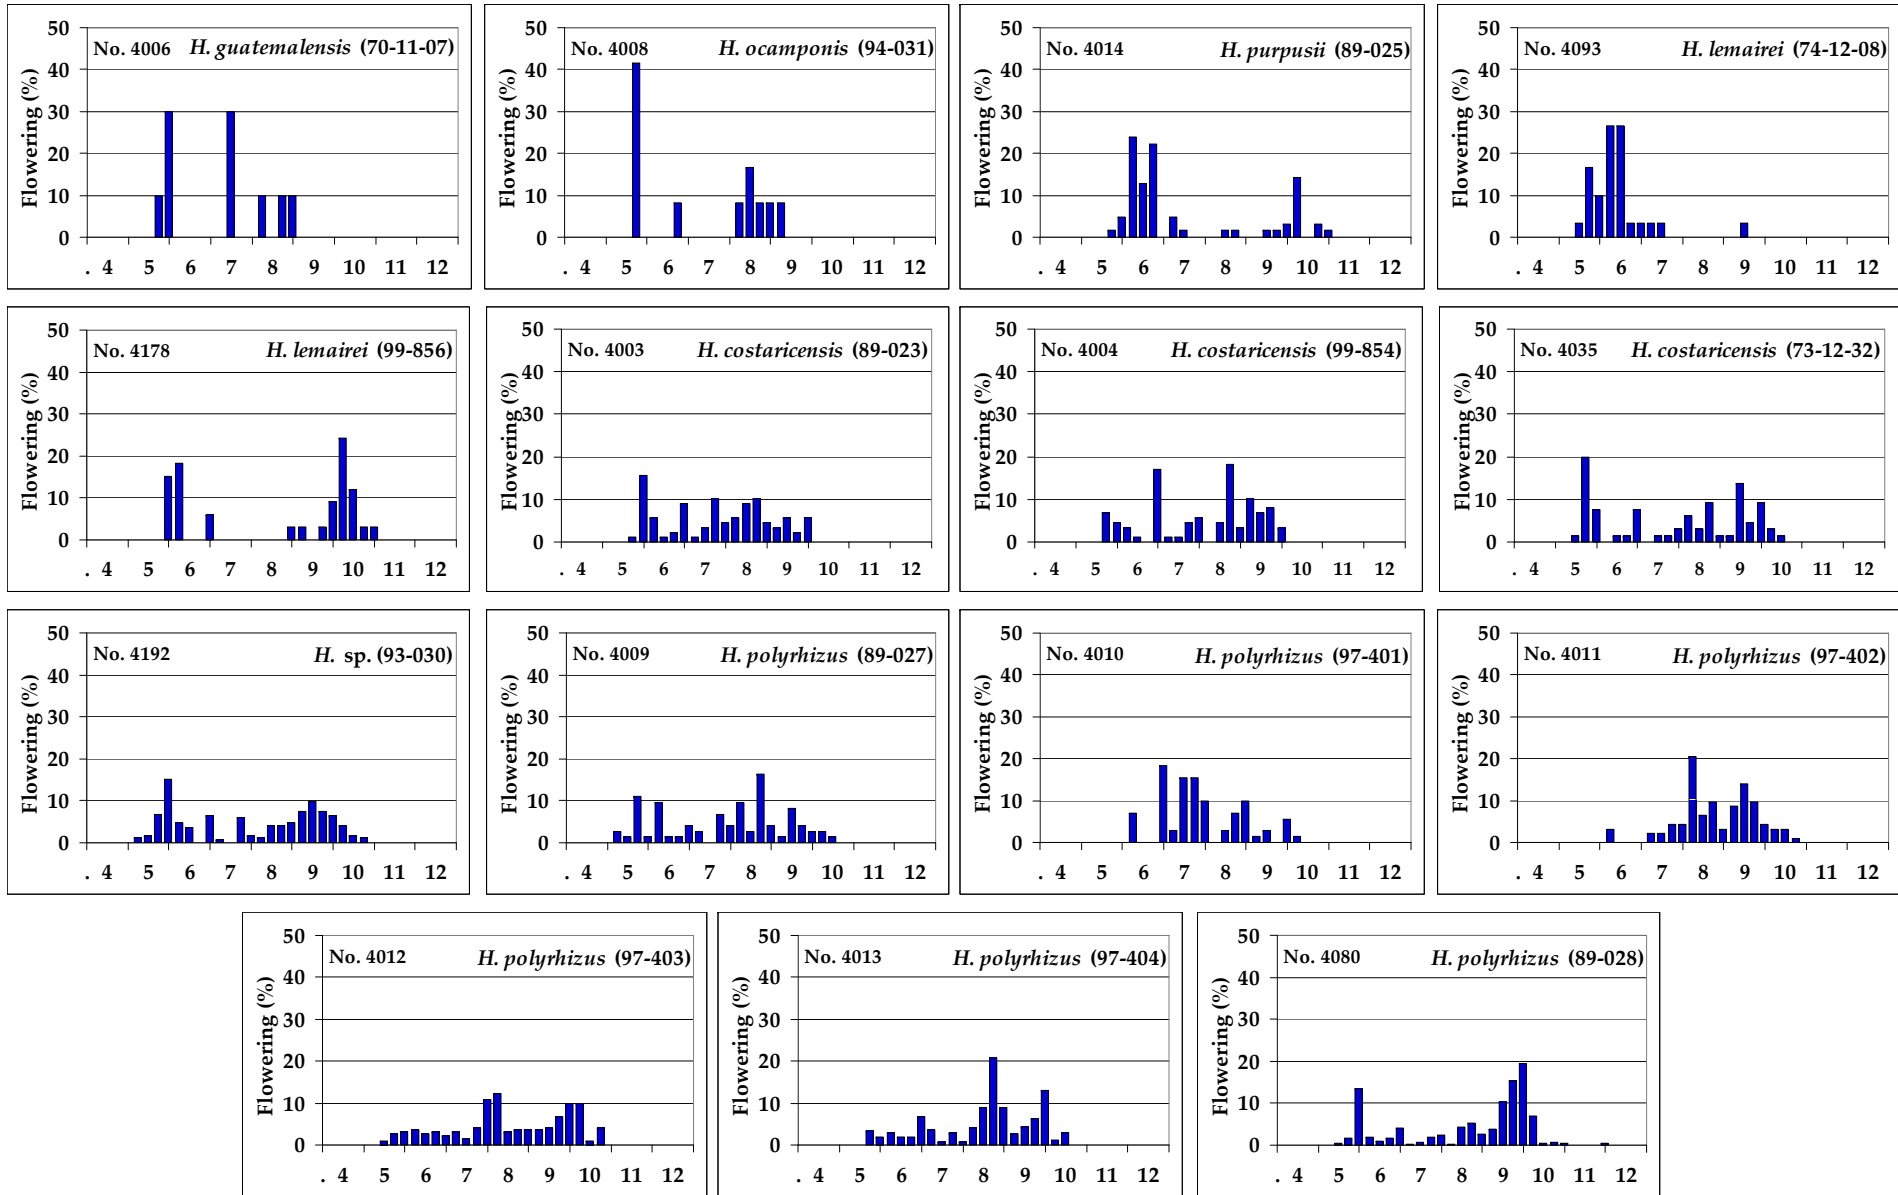 No. 4006 H. guatemalensis (70-11-07)
Flowering (%)
50
40
30
20
10
0
. 4 5 6 7 8 9 10 11 12
No. 4008 H. ocamponis (94-031)
Flowering (%)
50
40
30
20
10
0
. 4 5 6 7 8 9 10 11 12
No. 4014 H. purpusii (89-025)
Flowering (%)
50
40
30
20
10
0
. 4 5 6 7 8 9 10 11 12
No. 4093 H. lemairei (74-12-08)
Flowering (%)
50
40
30
20
10
0
. 4 5 6 7 8 9 10 11 12
No. 4178 H. lemairei (99-856)
Flowering (%)
50
40
30
20
10
0
. 4 5 6 7 8 9 10 11 12
No. 4003 H. costaricensis (89-023)
Flowering (%)
50
40
30
20
10
0
. 4 5 6 7 8 9 10 11 12
No. 4004 H. costaricensis (99-854)
Flowering (%)
50
40
30
20
10
0
. 4 5 6 7 8 9 10 11 12
No. 4035 H. costaricensis (73-12-32)
Flowering (%)
50
40
30
20
10
0
. 4 5 6 7 8 9 10 11 12
No. 4192 H. sp. (93-030)
Flowering (%)
50
40
30
20
10
0
. 4 5 6 7 8 9 10 11 12
No. 4009 H. polyrhizus (89-027)
Flowering (%)
50
40
30
20
10
0
. 4 5 6 7 8 9 10 11 12
No. 4010 H. polyrhizus (97-401)
Flowering (%)
50
40
30
20
10
0
. 4 5 6 7 8 9 10 11 12
No. 4011 H. polyrhizus (97-402)
Flowering (%)
50
40
30
20
10
0
. 4 5 6 7 8 9 10 11 12
No. 4012 H. polyrhizus (97-403)
Flowering (%)
50
40
30
20
10
0
. 4 5 6 7 8 9 10 11 12
No. 4013 H. polyrhizus (97-404)
Flowering (%)
50
40
30
20
10
0
. 4 5 6 7 8 9 10 11 12
No. 4080 H. polyrhizus (89-028)
Flowering (%)
50
40
30
20
10
0
. 4 5 6 7 8 9 10 11 12